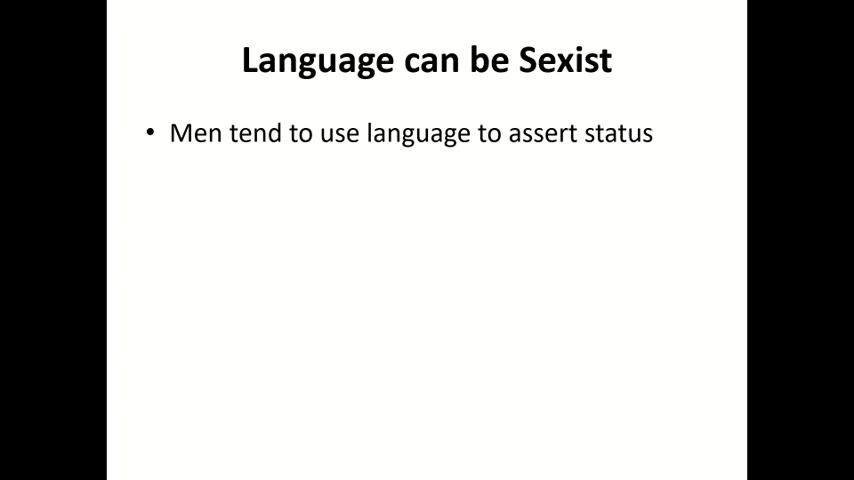 Language can be Sexist
• Men tend to use language to assert status